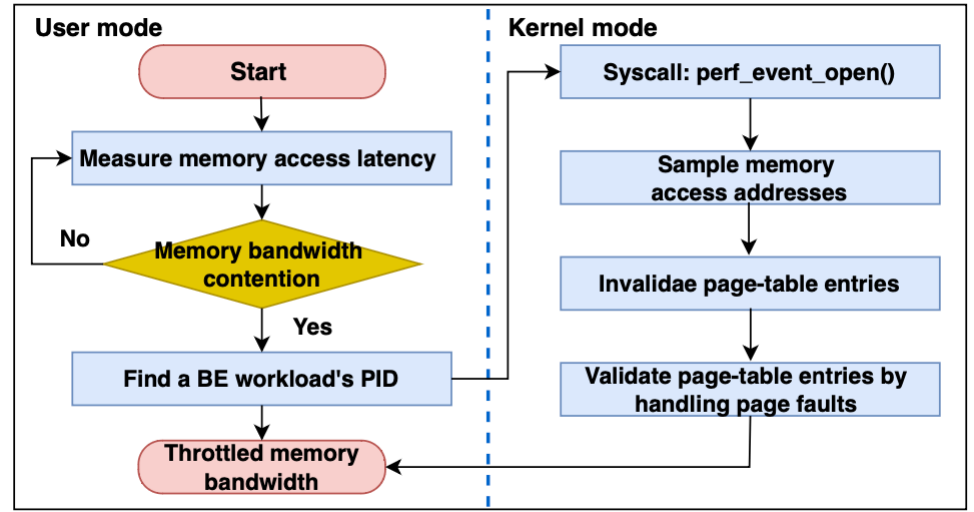 User mode
Start
Measure memory access latency
No
Memory bandwidth
contention
Yes
Find a BE workload's PID
Throttled memory
bandwidth
Kernel mode
Syscall: perf_event_open()
Sample memory
access addresses
Invalidae page-table entries
Validate page-table entries by
handling page faults